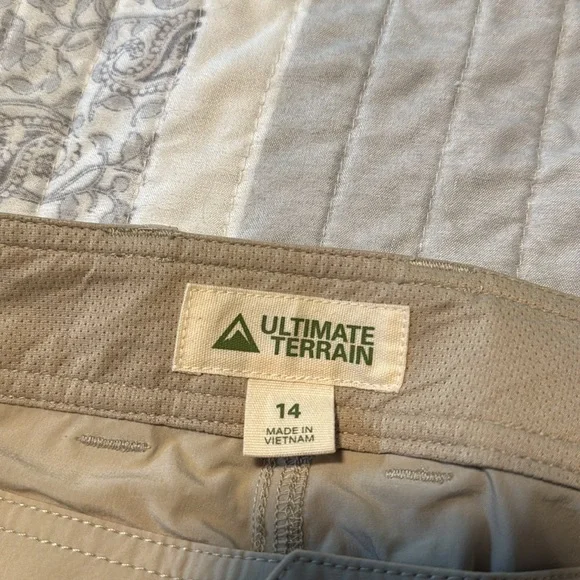 ULTIMATE
TERRAIN
14
MADE IN
VIETNAM